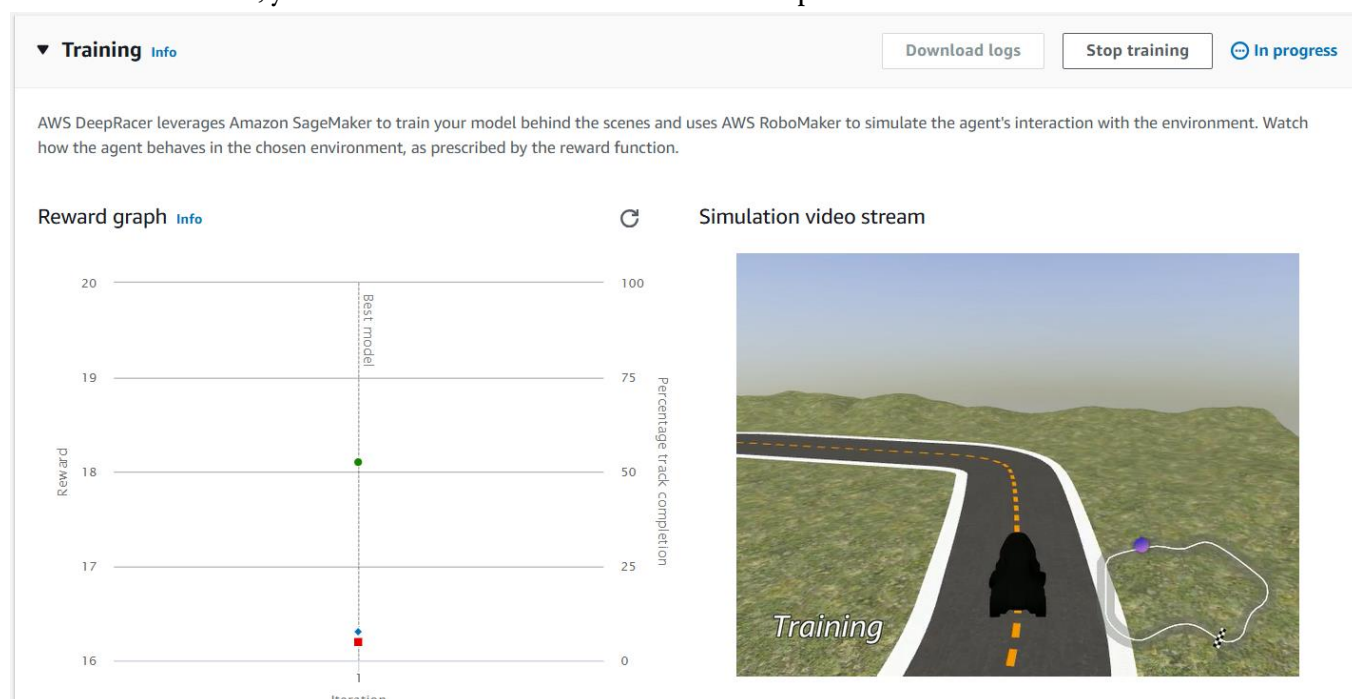 Training Info
Download logs
Stop training
In progress
AWS DeepRacer leverages Amazon SageMaker to train your model behind the scenes and uses AWS RoboMaker to simulate the agent's interaction with the environment. Watch
how the agent behaves in the chosen environment, as prescribed by the reward function.
Reward graph Info
20
19
18
17
16
Reward
Best model
100
75
50
25
0
Percentage track completion
1
Simulation video stream
Training